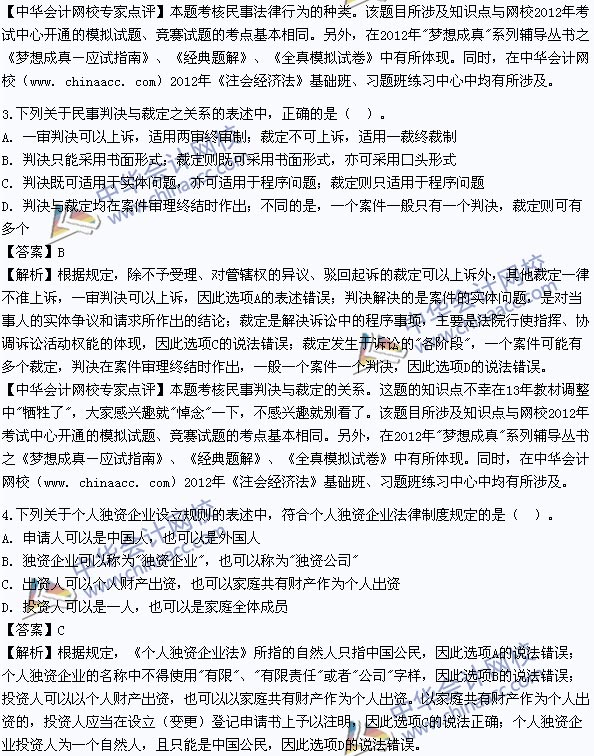 【中华会计网校专家点评】本题考核民事法律行为的种类。该题目所涉及知识点与网校2012年考
试中心开通的模拟试题、竞赛试题的考点基本相同。另外，在2012年"梦想成真"系列辅导丛书之
《梦想成真—应试指南》、《经典题解》、《全真模拟试卷》中有所体现。同时，在中华会计网
校（www. chinaacc. com）2012年《注会经济法》基础班、习题班练习中心中均有所涉及。
3.下列关于民事判决与裁定之关系的表述中，正确的是（　）。
A. 一审判决可以上诉，适用两审终审制；裁定不可上诉，适用一裁终裁制
B. 判决只能采用书面形式；裁定则既可采用书面形式，亦可采用口头形式
C. 判决既可适用于实体问题，亦可适用于程序问题；裁定则只适用于程序问题
D. 判决与裁定均在案件审理终结时作出；不同的是，一个案件一般只有一个判决，裁定则可有
多个
【答案】B
【解析】根据规定，除不予受理、对管辖权的异议、驳回起诉的裁定可以上诉外，其他裁定一律
不准上诉，一审判决可以上诉，因此选项A的表述错误；判决解决的是案件的实体问题，是对当
事人的实体争议和请求所作出的结论；裁定是解决诉讼中的程序事项，主要是法院行使指挥、协
调诉讼活动权能的体现，因此选项C的说法错误；裁定发生于诉讼的"各阶段"，一个案件可能有
多个裁定，判决在案件审理终结时作出，一般一个案件一个判决，因此选项D的说法错误。
【中华会计网校专家点评】本题考核民事判决与裁定的关系。这题的知识点不幸在13年教材调整
中"牺牲了"，大家感兴趣就"悼念"一下，不感兴趣就别看了。该题目所涉及知识点与网校2012年
考试中心开通的模拟试题、竞赛试题的考点基本相同。另外，在2012年"梦想成真"系列辅导丛书
之《梦想成真—应试指南》、《经典题解》、《全真模拟试卷》中有所体现。同时，在中华会计
网校（www. chinaacc. com）2012年《注会经济法》基础班、习题班练习中心中均有所涉及。
4.下列关于个人独资企业设立规则的表述中，符合个人独资企业法律制度规定的是（　）。
A. 申请人可以是中国人，也可以是外国人
B. 独资企业可以称为"独资企业"，也可以称为"独资公司"
C. 出资人可以个人财产出资，也可以家庭共有财产作为个人出资
D. 投资人可以是一人，也可以是家庭全体成员
【答案】C
【解析】根据规定，《个人独资企业法》所指的自然人只指中国公民，因此选项A的说法错误；
个人独资企业的名称中不得使用"有限"、"有限责任"或者"公司"字样，因此选项B的说法错误；
投资人可以以个人财产出资，也可以以家庭共有财产作为个人出资。以家庭共有财产作为个人出
资的，投资人应当在设立（变更）登记申请书上予以注明，因此选项C的说法正确；个人独资企
业投资人为一个自然人，且只能是中国公民，因此选项D的说法错误。
中华会计网校
www.chinaacc.com